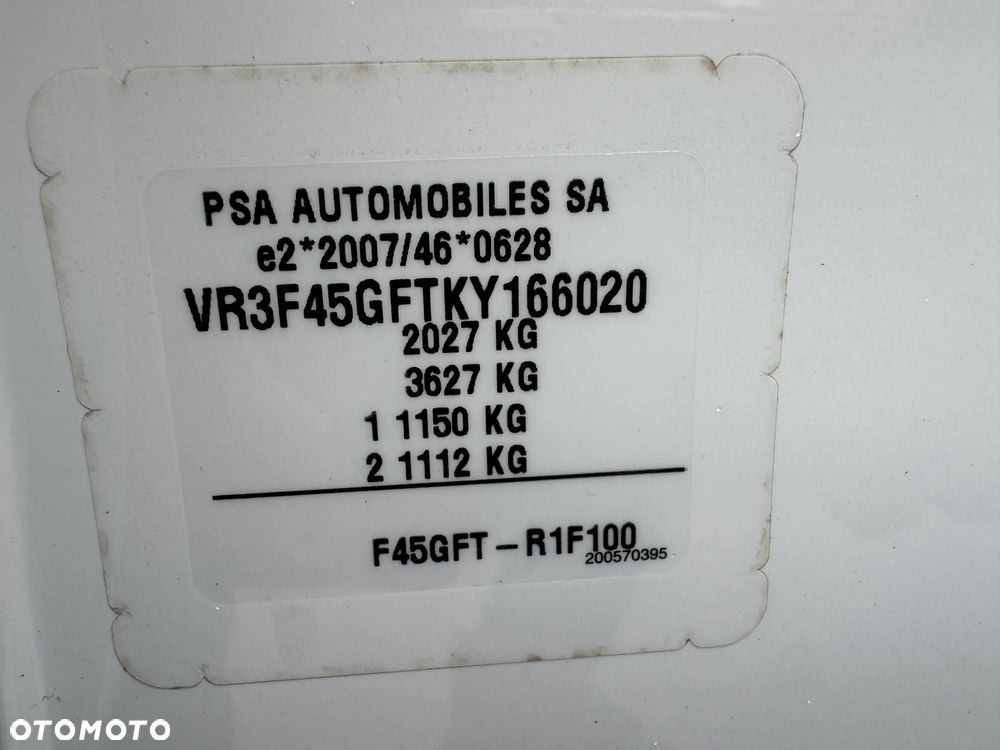 PSA AUTOMOBILES SA
e2*2007/46*0628
VR3F45GFTKY166020
2027 KG
3627 KG
1 1150 KG
2 1112 KG
F45GFT – R1F100
200570395
OTOMOTO